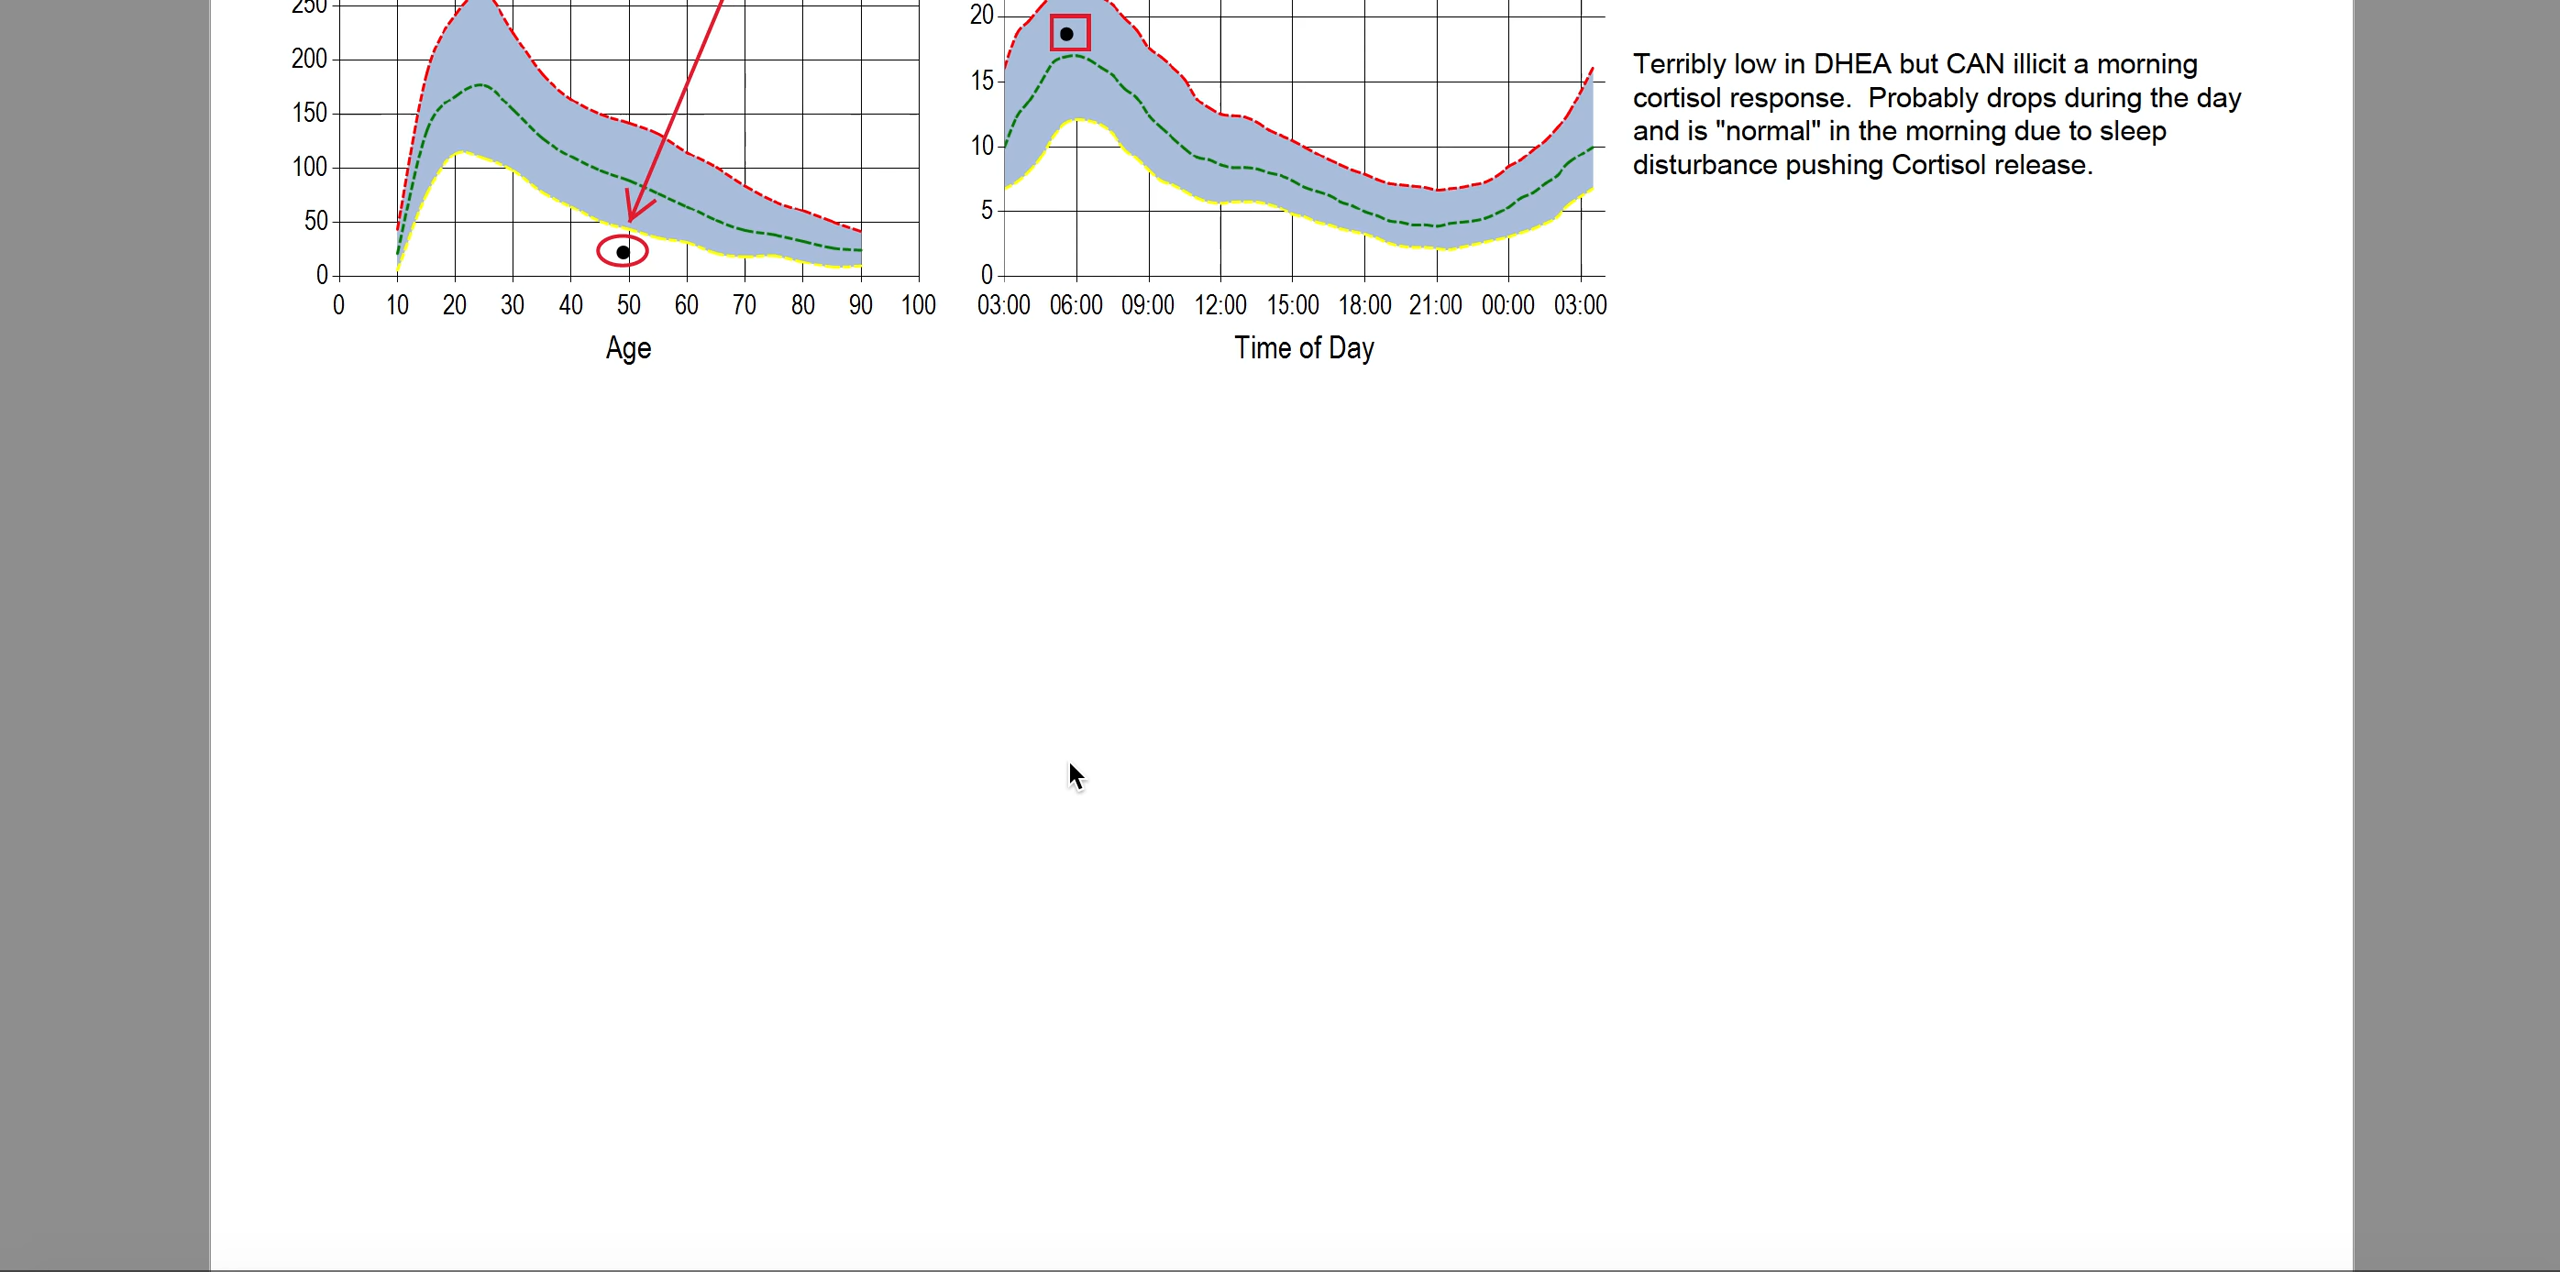 250
200
150
100
50
0
0 10 20 30 40 50 60 70 80 90 100
Age
20
15
10
5
0
03:00 06:00 09:00 12:00 15:00 18:00 21:00 00:00 03:00
Time of Day
Terribly low in DHEA but CAN illicit a morning
cortisol response.  Probably drops during the day
and is "normal" in the morning due to sleep
disturbance pushing Cortisol release.